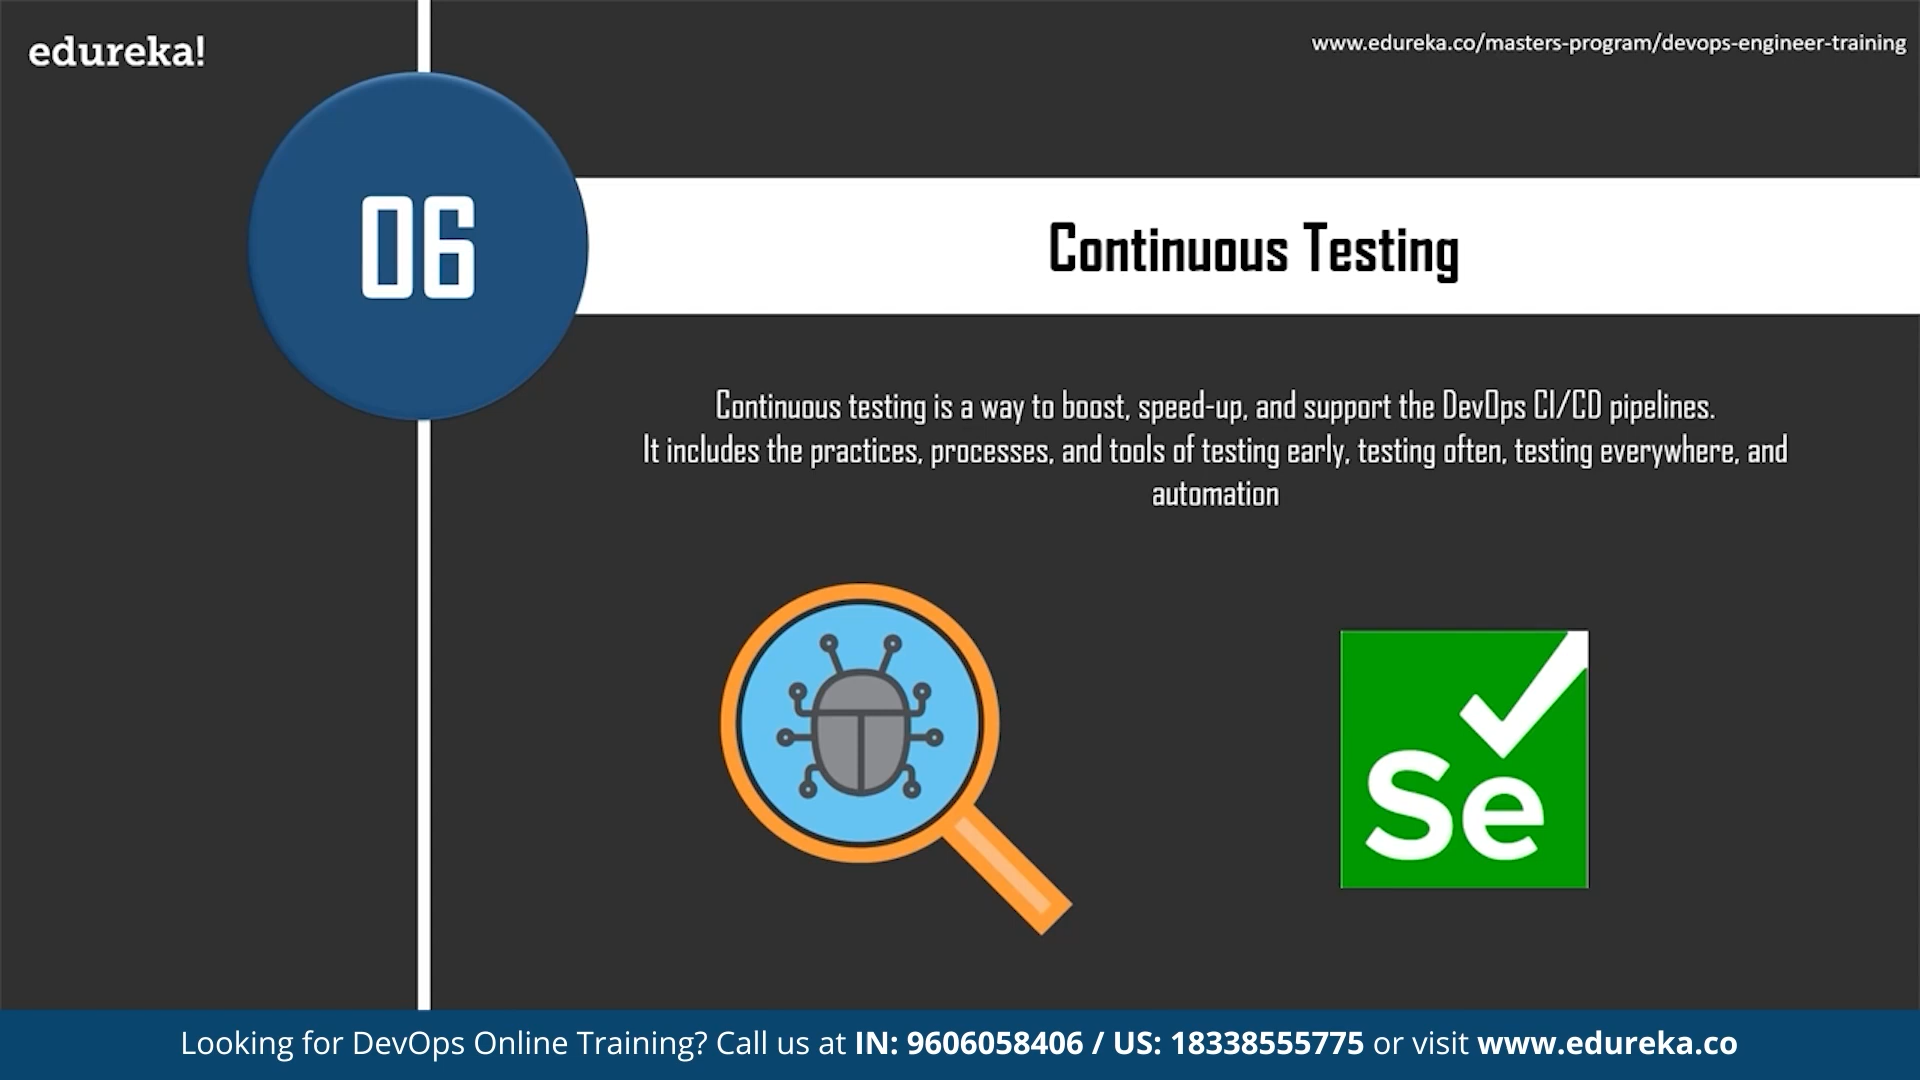 edureka!
www.edureka.co/masters-program/devops-engineer-training
06
Continuous Testing
Continuous testing is a way to boost, speed-up, and support the DevOps CI/CD pipelines.
It includes the practices, processes, and tools of testing early, testing often, testing everywhere, and
automation
Se
Looking for DevOps Online Training? Call us at IN: 9606058406 / US: 18338555775 or visit www.edureka.co